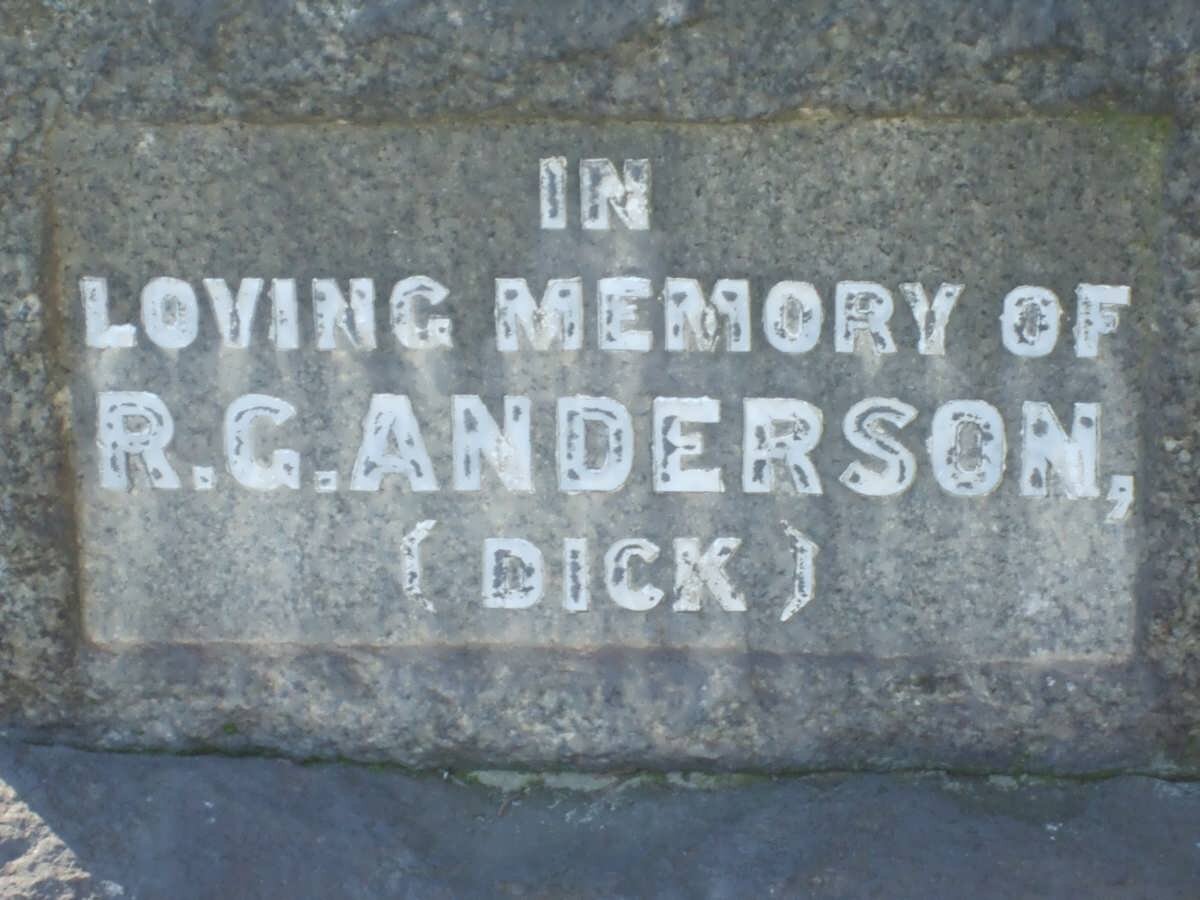 IN
LOVING MEMORY OF
R.G.ANDERSON,
( DICK )